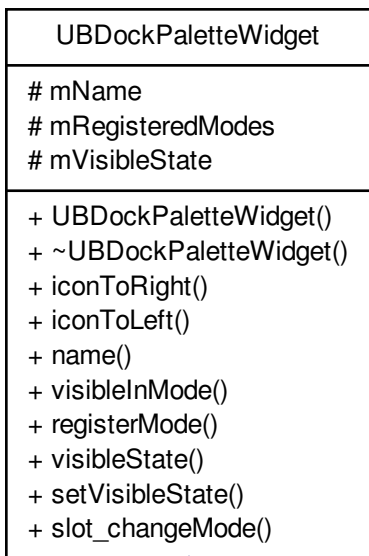 UBDockPaletteWidget
# mName
# mRegisteredModes
# mVisibleState
+ UBDockPaletteWidget()
+ ~UBDockPaletteWidget()
+ iconToRight()
+ iconToLeft()
+ name()
+ visibleInMode()
+ registerMode()
+ visibleState()
+ setVisibleState()
+ slot_changeMode()